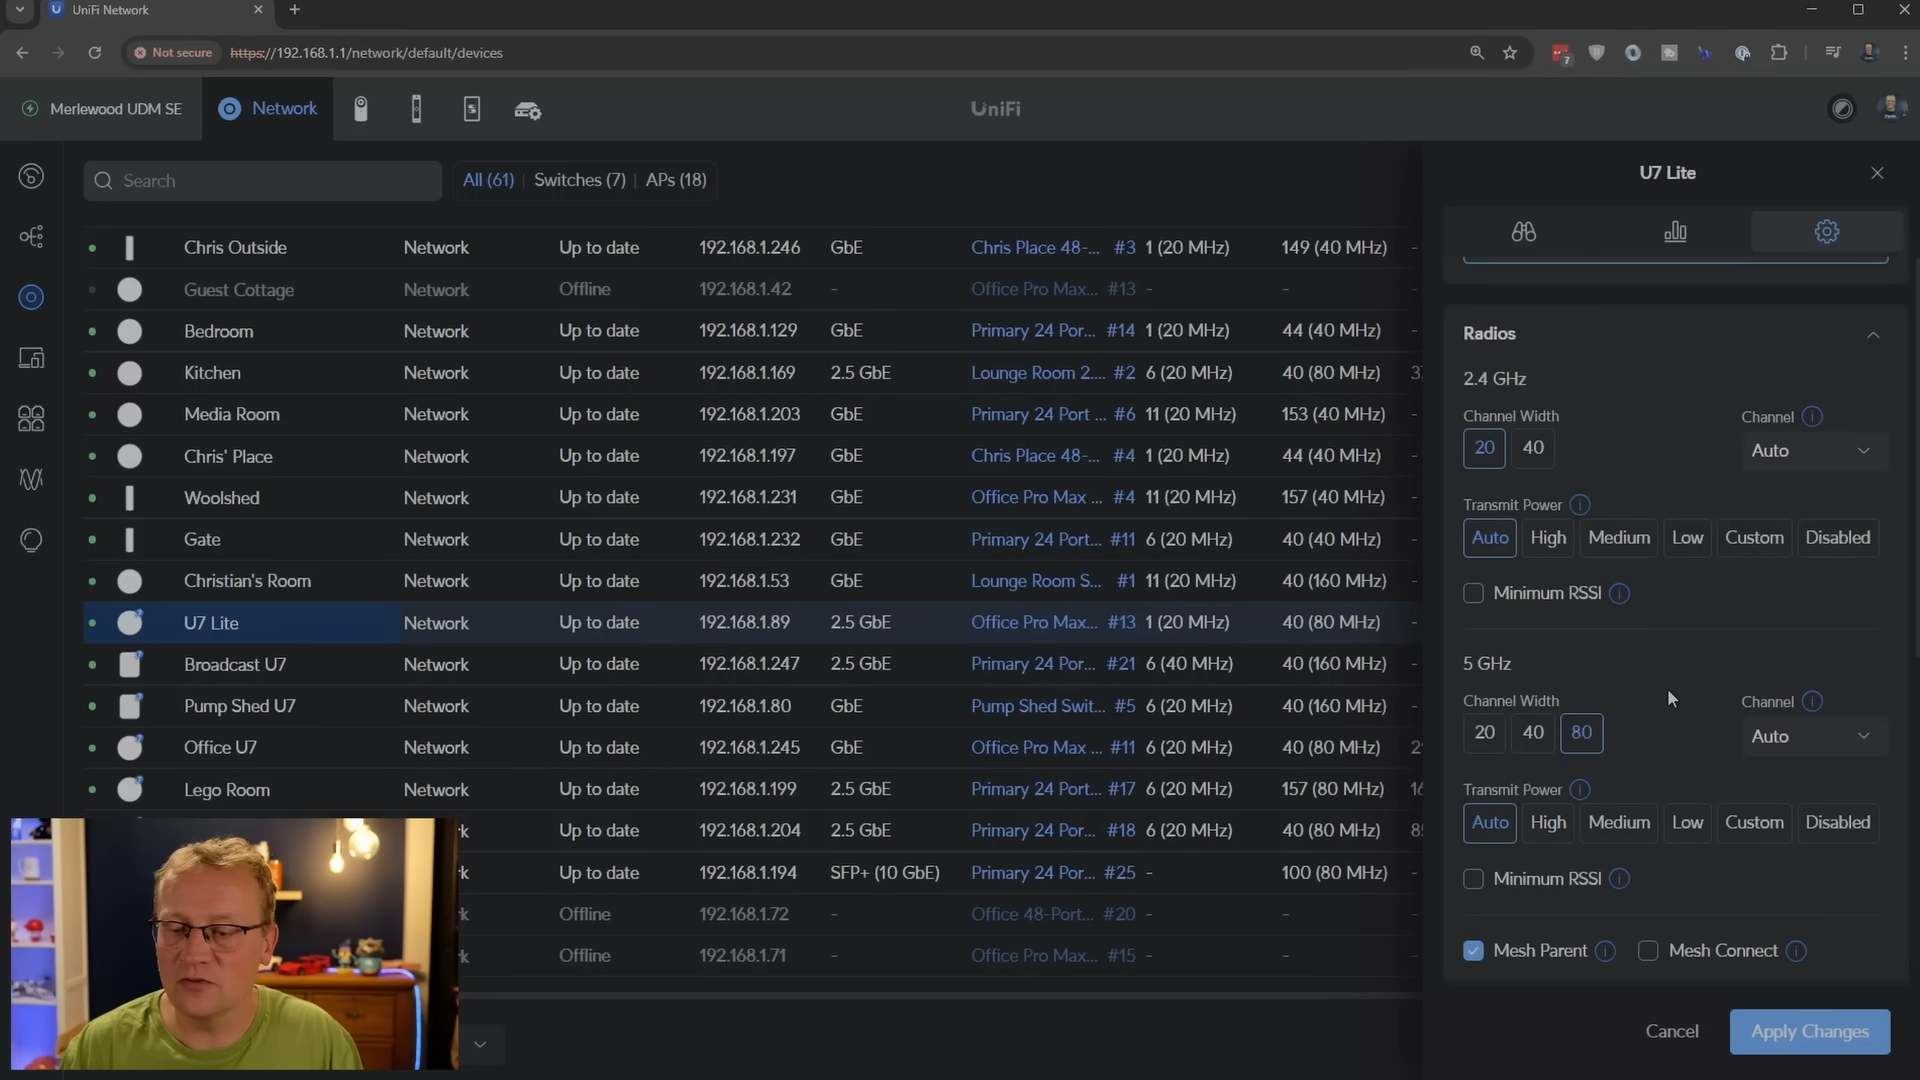 UniFi Network
Not secure https://192.168.1.1/network/default/devices
7
Merlewood UDM SE Network UniFi
Search All (61) Switches (7) APs (18)
Chris Outside Network Up to date 192.168.1.246 GbE Chris Place 48-... #3 1 (20 MHz) 149 (40 MHz) -
Guest Cottage Network Offline 192.168.1.42 - Office Pro Max... #13 - - -
Bedroom Network Up to date 192.168.1.129 GbE Primary 24 Por... #14 1 (20 MHz) 44 (40 MHz) -
Kitchen Network Up to date 192.168.1.169 2.5 GbE Lounge Room 2.... #2 6 (20 MHz) 40 (80 MHz)
Media Room Network Up to date 192.168.1.203 GbE Primary 24 Port ... #6 11 (20 MHz) 153 (40 MHz) -
Chris' Place Network Up to date 192.168.1.197 GbE Chris Place 48-... #4 1 (20 MHz) 44 (40 MHz) -
Woolshed Network Up to date 192.168.1.231 GbE Office Pro Max ... #4 11 (20 MHz) 157 (40 MHz) -
Gate Network Up to date 192.168.1.232 GbE Primary 24 Port... #11 6 (20 MHz) 40 (40 MHz) -
Christian's Room Network Up to date 192.168.1.53 GbE Lounge Room S... #1 11 (20 MHz) 40 (160 MHz) -
U7 Lite Network Up to date 192.168.1.89 2.5 GbE Office Pro Max... #13 1 (20 MHz) 40 (80 MHz) -
Broadcast U7 Network Up to date 192.168.1.247 2.5 GbE Primary 24 Por... #21 6 (40 MHz) 40 (160 MHz) -
Pump Shed U7 Network Up to date 192.168.1.80 GbE Pump Shed Swit... #5 6 (20 MHz) 40 (160 MHz) -
Office U7 Network Up to date 192.168.1.245 GbE Office Pro Max ... #11 6 (20 MHz) 40 (80 MHz)
Lego Room Network Up to date 192.168.1.199 2.5 GbE Primary 24 Port... #17 6 (20 MHz) 157 (80 MHz)
Up to date 192.168.1.204 2.5 GbE Primary 24 Por... #18 6 (20 MHz) 40 (80 MHz)
Up to date 192.168.1.194 SFP+ (10 GbE) Primary 24 Por... #25 - 100 (80 MHz) -
Offline 192.168.1.72 - Office 48-Port... #20 - - -
Offline 192.168.1.71 - Office Pro Max... #15 - - -
U7 Lite
Radios
2.4 GHz
Channel Width Channel
20 40 Auto
Transmit Power
Auto High Medium Low Custom Disabled
Minimum RSSI
5 GHz
Channel Width Channel
20 40 80 Auto
Transmit Power
Auto High Medium Low Custom Disabled
Minimum RSSI
Mesh Parent Mesh Connect
Cancel Apply Changes